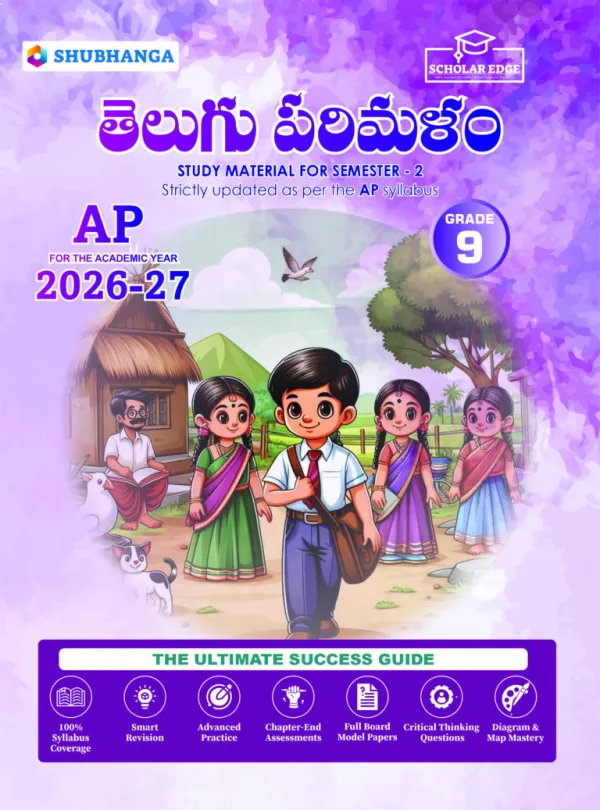 SHUBHANGA
SCHOLAR EDGE
తెలుగు పరిమళం
STUDY MATERIAL FOR SEMESTER - 2
Strictly updated as per the AP syllabus
AP
FOR THE ACADEMIC YEAR
2026-27
GRADE
9
THE ULTIMATE SUCCESS GUIDE
100%
Syllabus
Coverage
Smart
Revision
Advanced
Practice
Chapter-End
Assessments
Full Board
Model Papers
Critical Thinking
Questions
Diagram &
Map Mastery